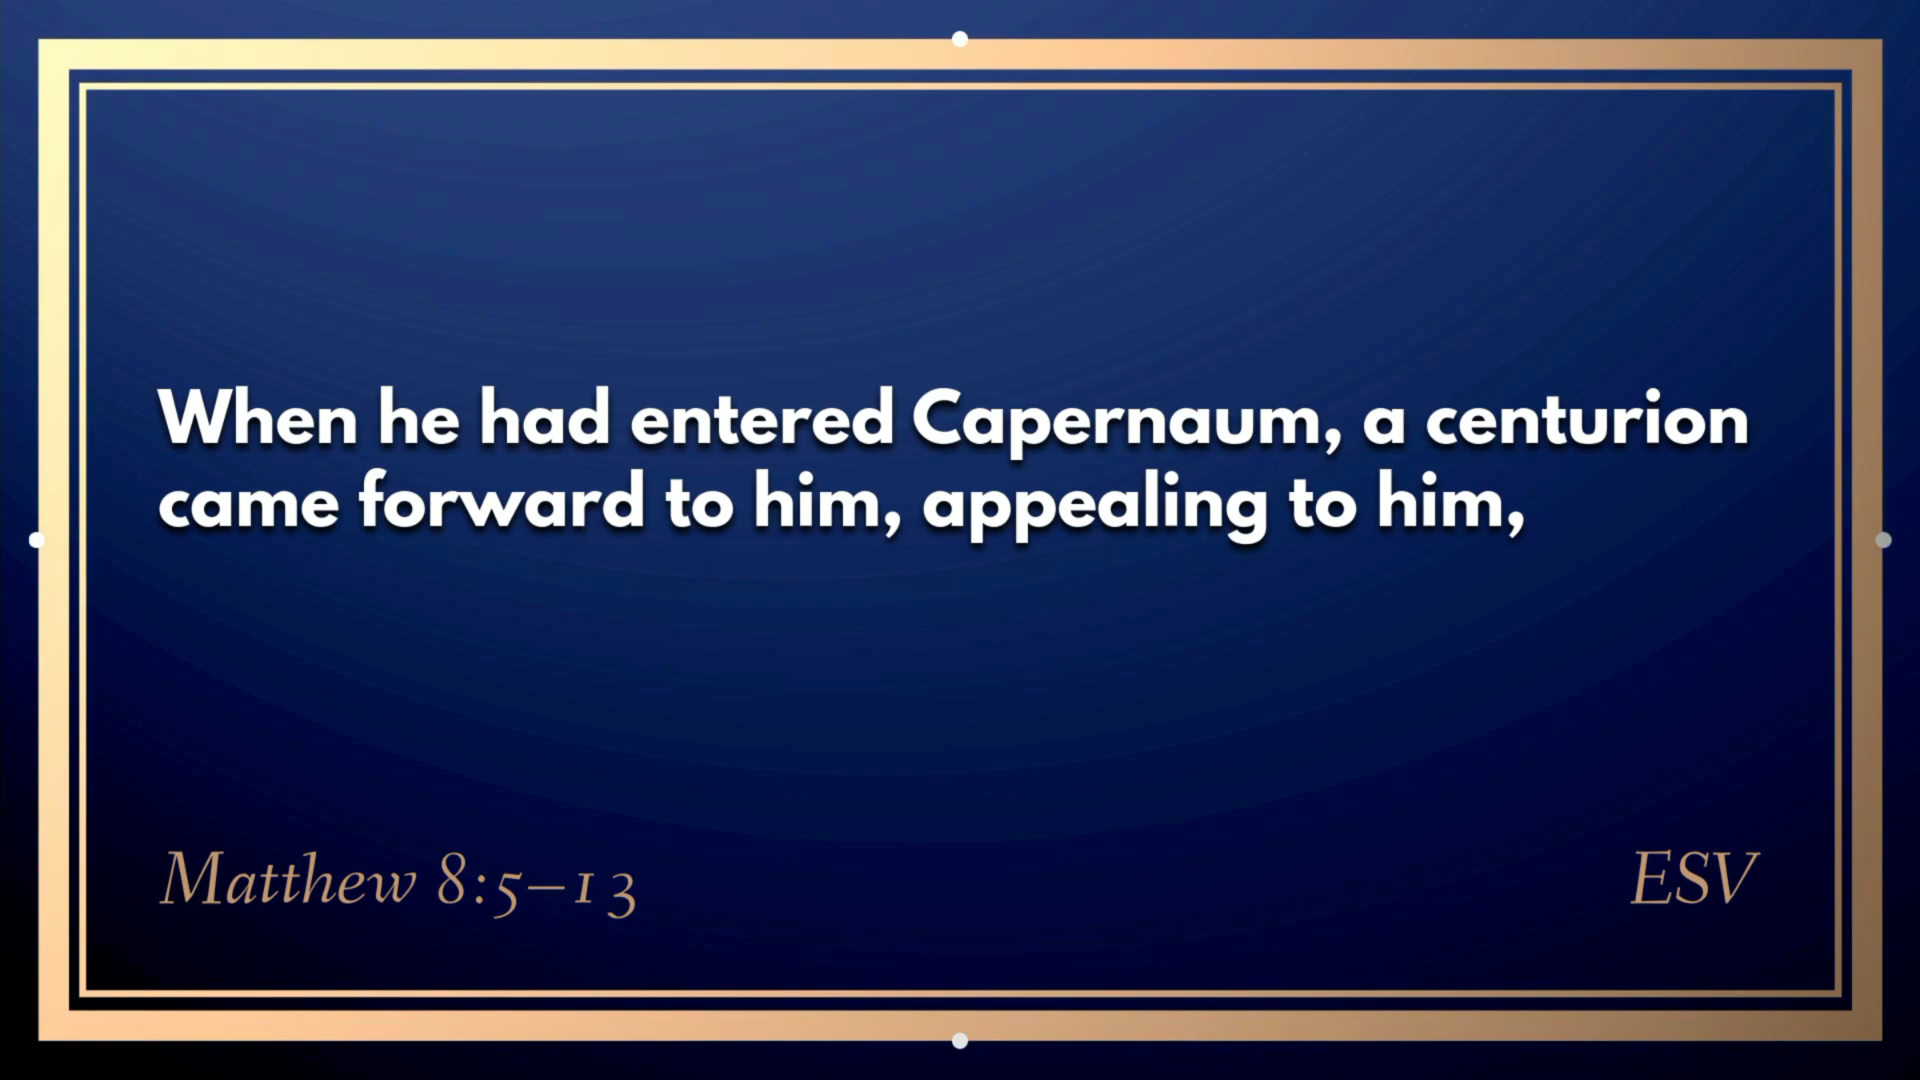 When he had entered Capernaum, a centurion
came forward to him, appealing to him,
Matthew 8:5–13
ESV